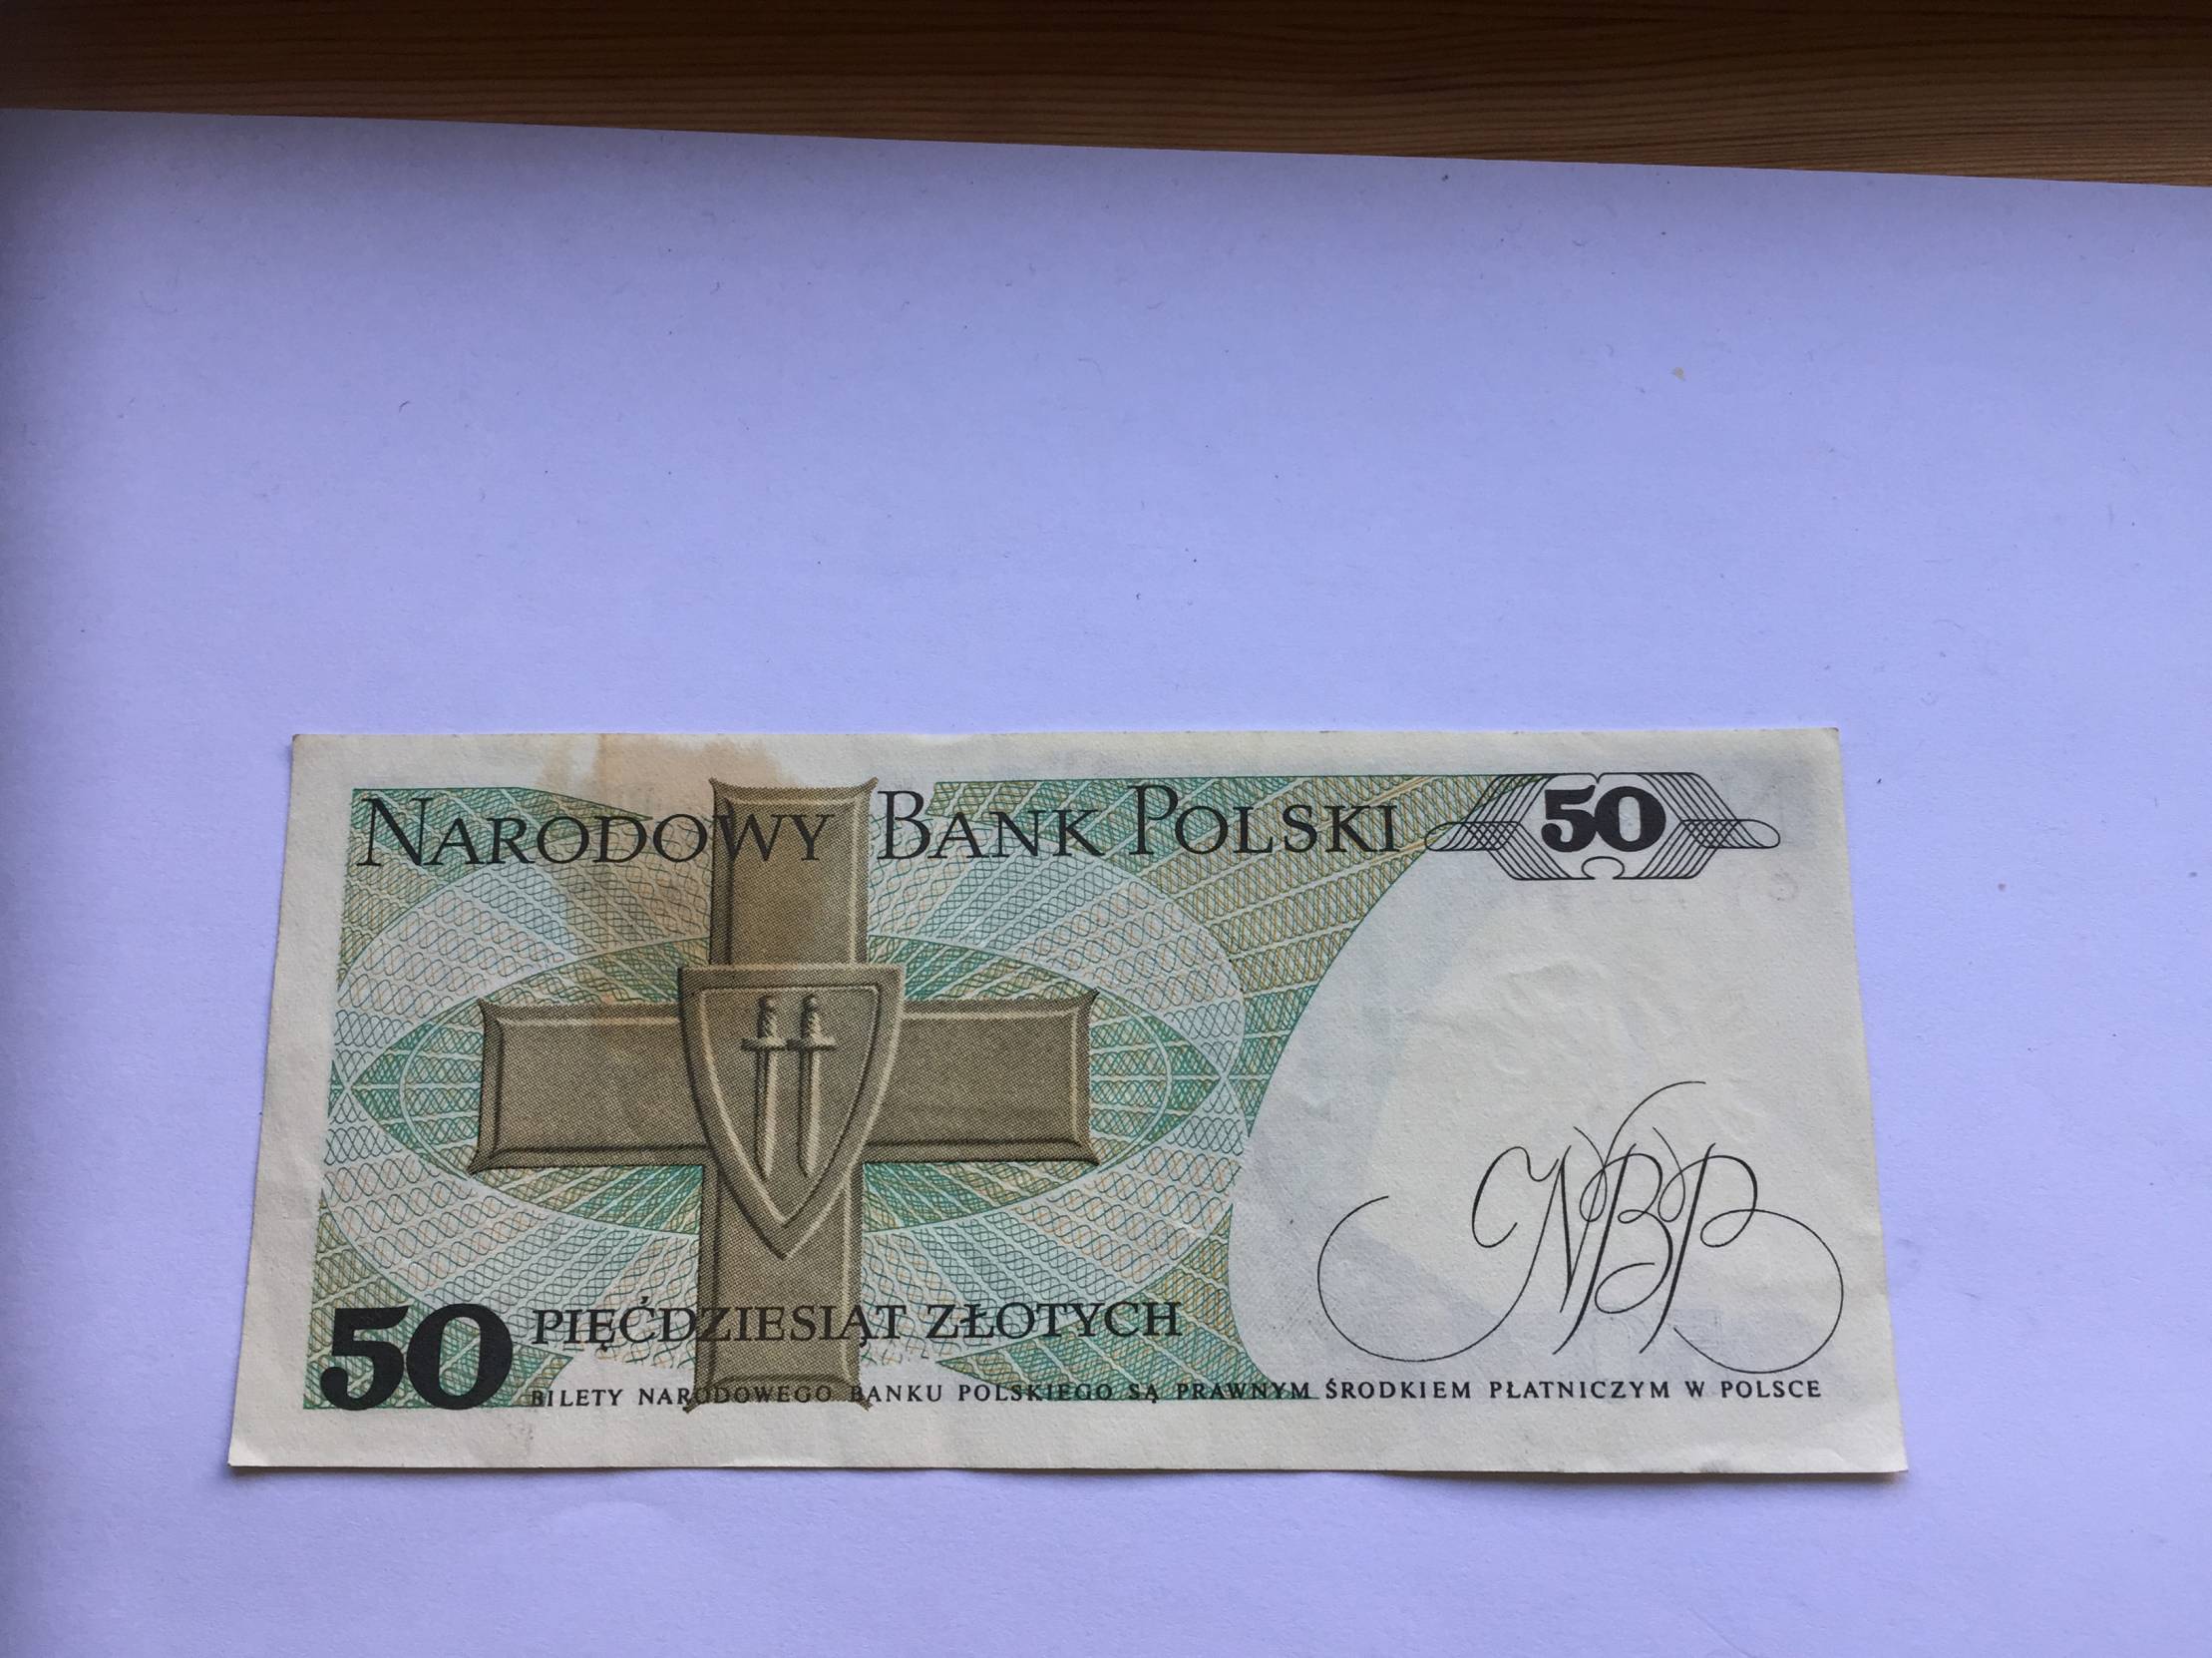 NARODOWY BANK POLSKI 50
NBP
50 PIĘĆDZIESIĄT ZŁOTYCH
BILETY NARODOWEGO BANKU POLSKIEGO SĄ PRAWNYM ŚRODKIEM PŁATNICZYM W POLSCE